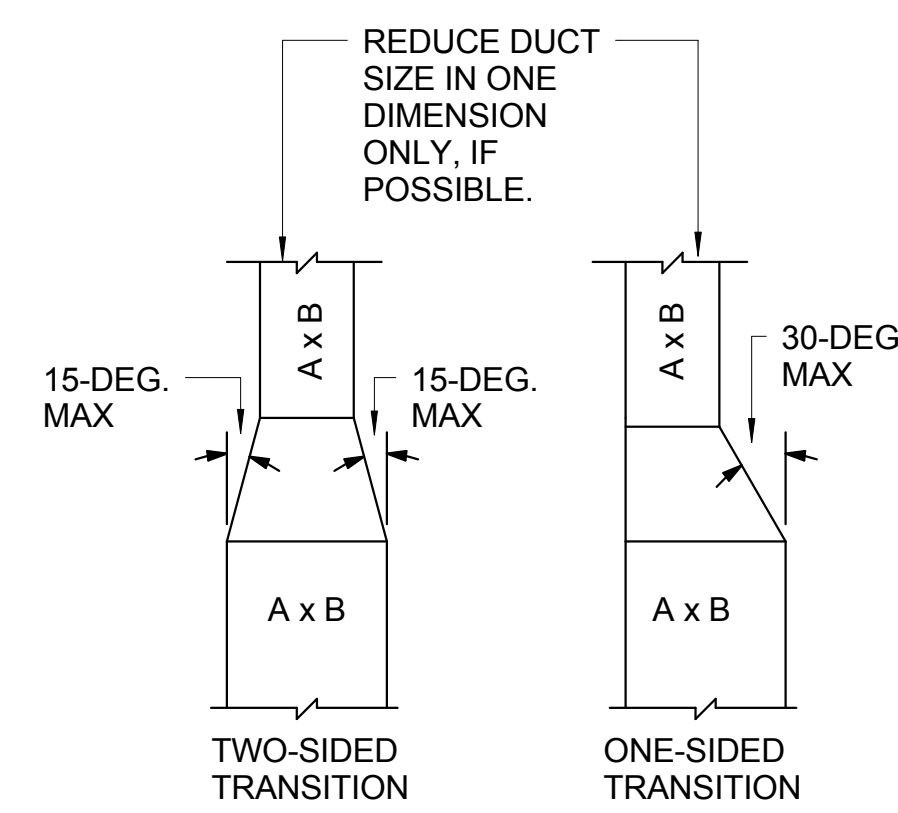 REDUCE DUCT
SIZE IN ONE
DIMENSION
ONLY, IF
POSSIBLE.
A x B
A x B
15-DEG.
MAX
15-DEG.
MAX
30-DEG
MAX
A x B
A x B
TWO-SIDED
TRANSITION
ONE-SIDED
TRANSITION